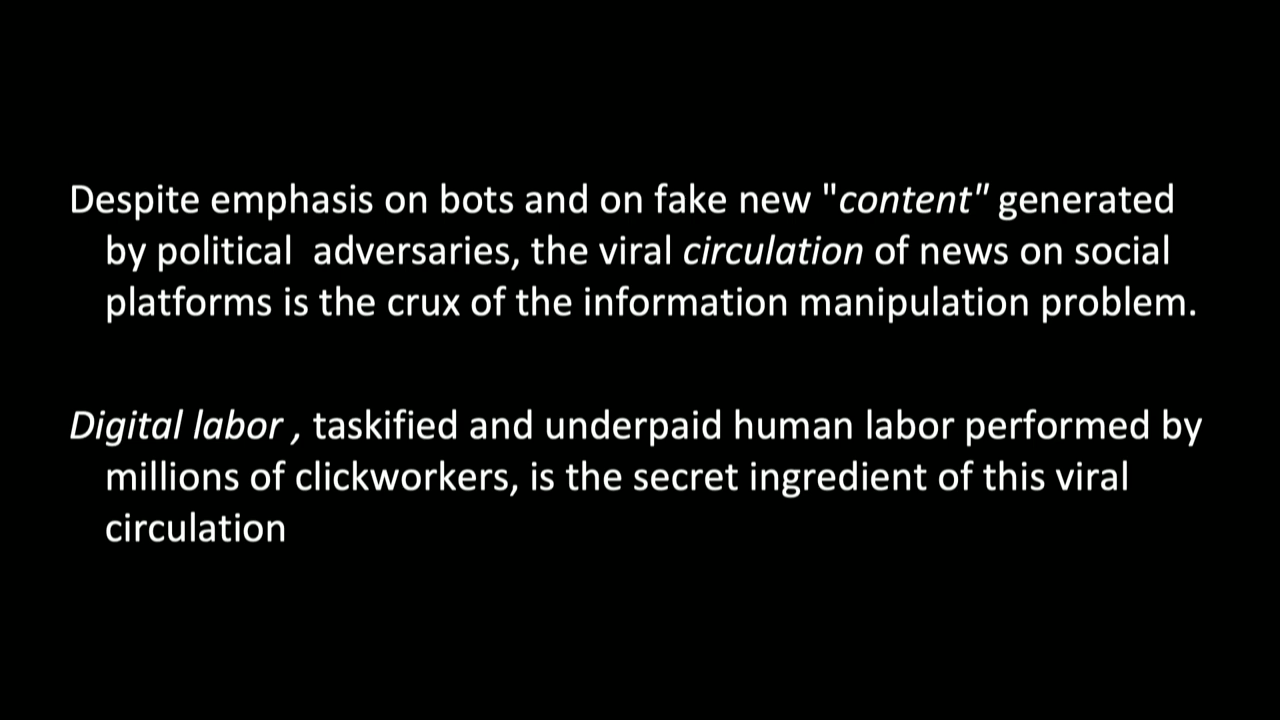 Despite emphasis on bots and on fake new "content" generated
by political  adversaries, the viral circulation of news on social
platforms is the crux of the information manipulation problem.
Digital labor , taskified and underpaid human labor performed by
millions of clickworkers, is the secret ingredient of this viral
circulation